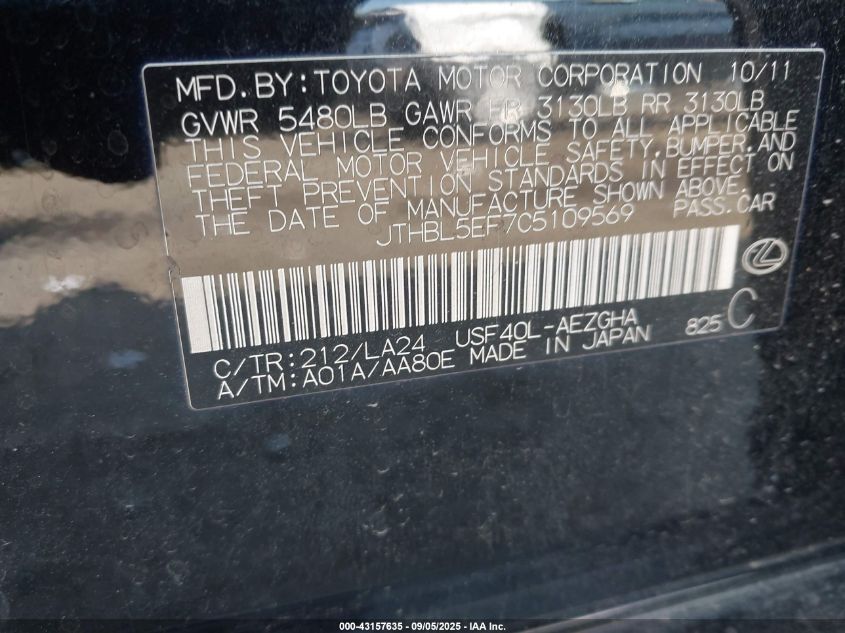 MFD.BY:TOYOTA MOTOR CORPORATION 10/11
GVWR 5480LB GAWR FR 3130LB RR 3130LB
THIS VEHICLE CONFORMS TO ALL APPLICABLE
FEDERAL MOTOR VEHICLE SAFETY,BUMPER,AND
THEFT PREVENTION STANDARDS IN EFFECT ON
THE DATE OF MANUFACTURE SHOWN ABOVE.
JTHBL5EF7C5109569 PASS.CAR
C/TR:212/LA24 USF40L-AEZGHA 825 C
A/TM:A01A/AA80E MADE IN JAPAN
000-43157635 - 09/05/2025 - IAA Inc.